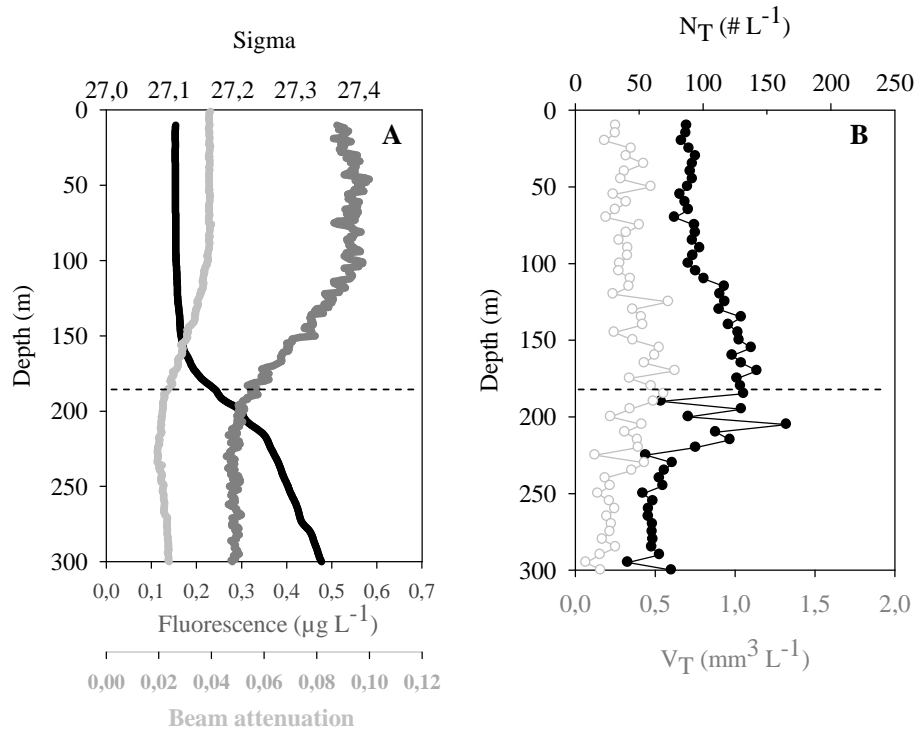 Sigma
27,0 27,1 27,2 27,3 27,4
A
0
50
100
150
200
250
300
Depth (m)
0,0 0,1 0,2 0,3 0,4 0,5 0,6 0,7
Fluorescence (µg L-1)
0,00 0,02 0,04 0,06 0,08 0,10 0,12
Beam attenuation
NT (# L-1)
0 50 100 150 200 250
B
0
50
100
150
200
250
300
Depth (m)
0,0 0,5 1,0 1,5 2,0
VT (mm3 L-1)